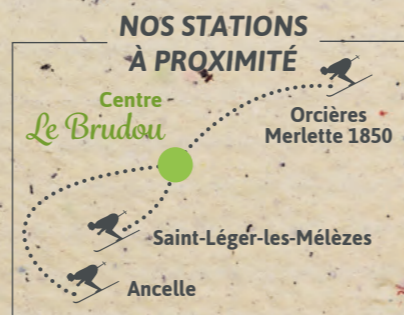 NOS STATIONS
À PROXIMITÉ
Centre
Le Brudou
Orcières
Merlette 1850
Saint-Léger-les-Mélèzes
Ancelle